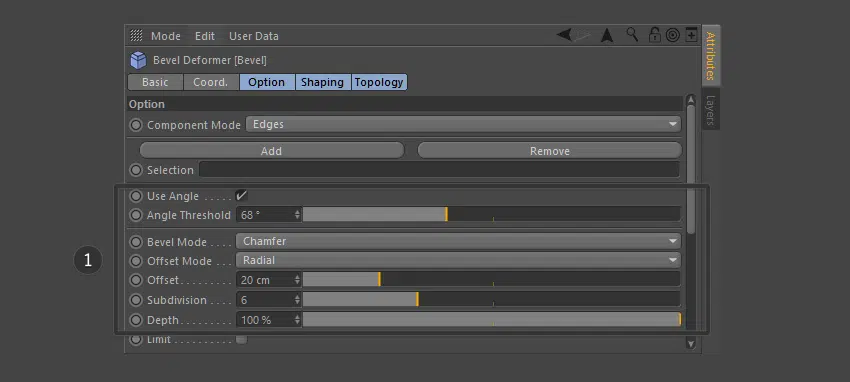 Mode Edit User Data
Bevel Deformer [Bevel]
Basic Coord. Option Shaping Topology
Option
Component Mode Edges
Add Remove
Selection
Use Angle . . . . .
Angle Threshold 68 °
Bevel Mode . . . . Chamfer
Offset Mode . . . Radial
Offset . . . . . . . . 20 cm
Subdivision . . . . 6
Depth . . . . . . . . . 100 %
Limit . . . . . . . . .
1
Attributes
Layers